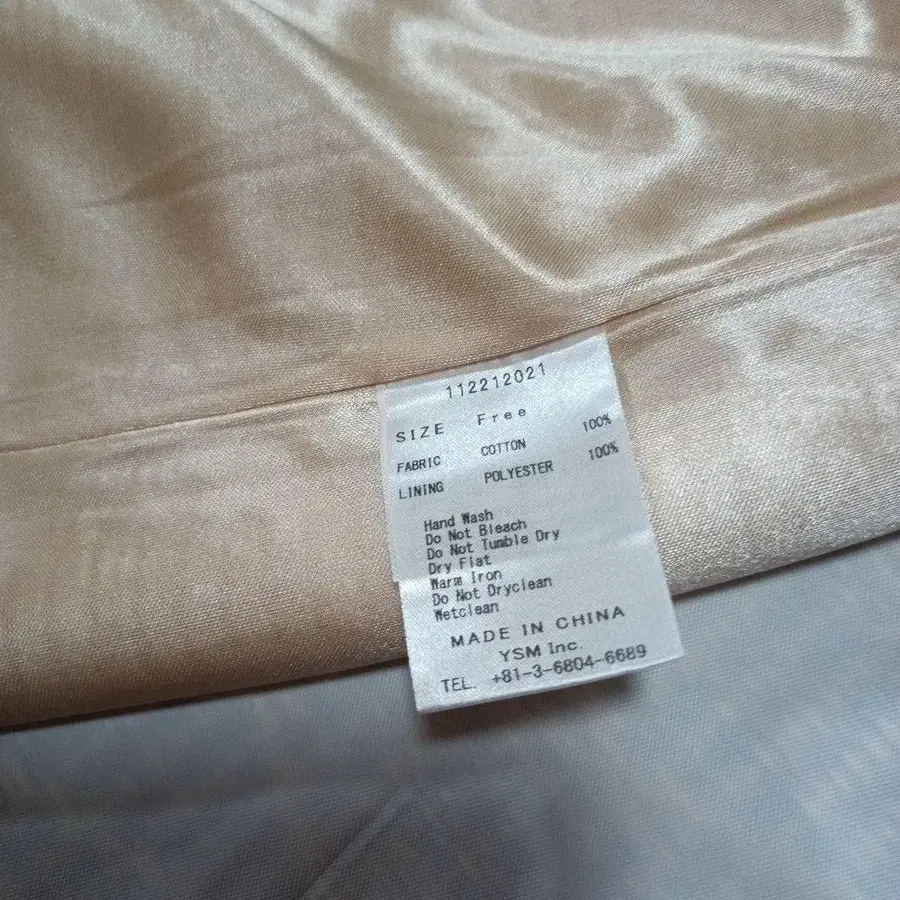 112212021
SIZE Free
FABRIC COTTON 100%
LINING POLYESTER 100%
Hand Wash
Do Not Bleach
Do Not Tumble Dry
Dry Flat
Warm Iron
Do Not Dryclean
Wetclean
MADE IN CHINA
YSM Inc.
TEL. +81-3-6804-6689